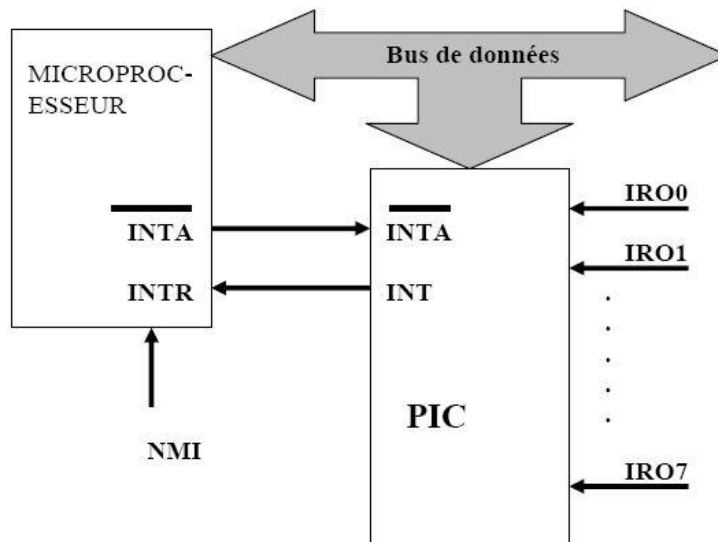 Bus de données
MICROPROC-
ESSEUR
IRO0
INTA
INTA
IRO1
INTR
INT
PIC
NMI
IRO7